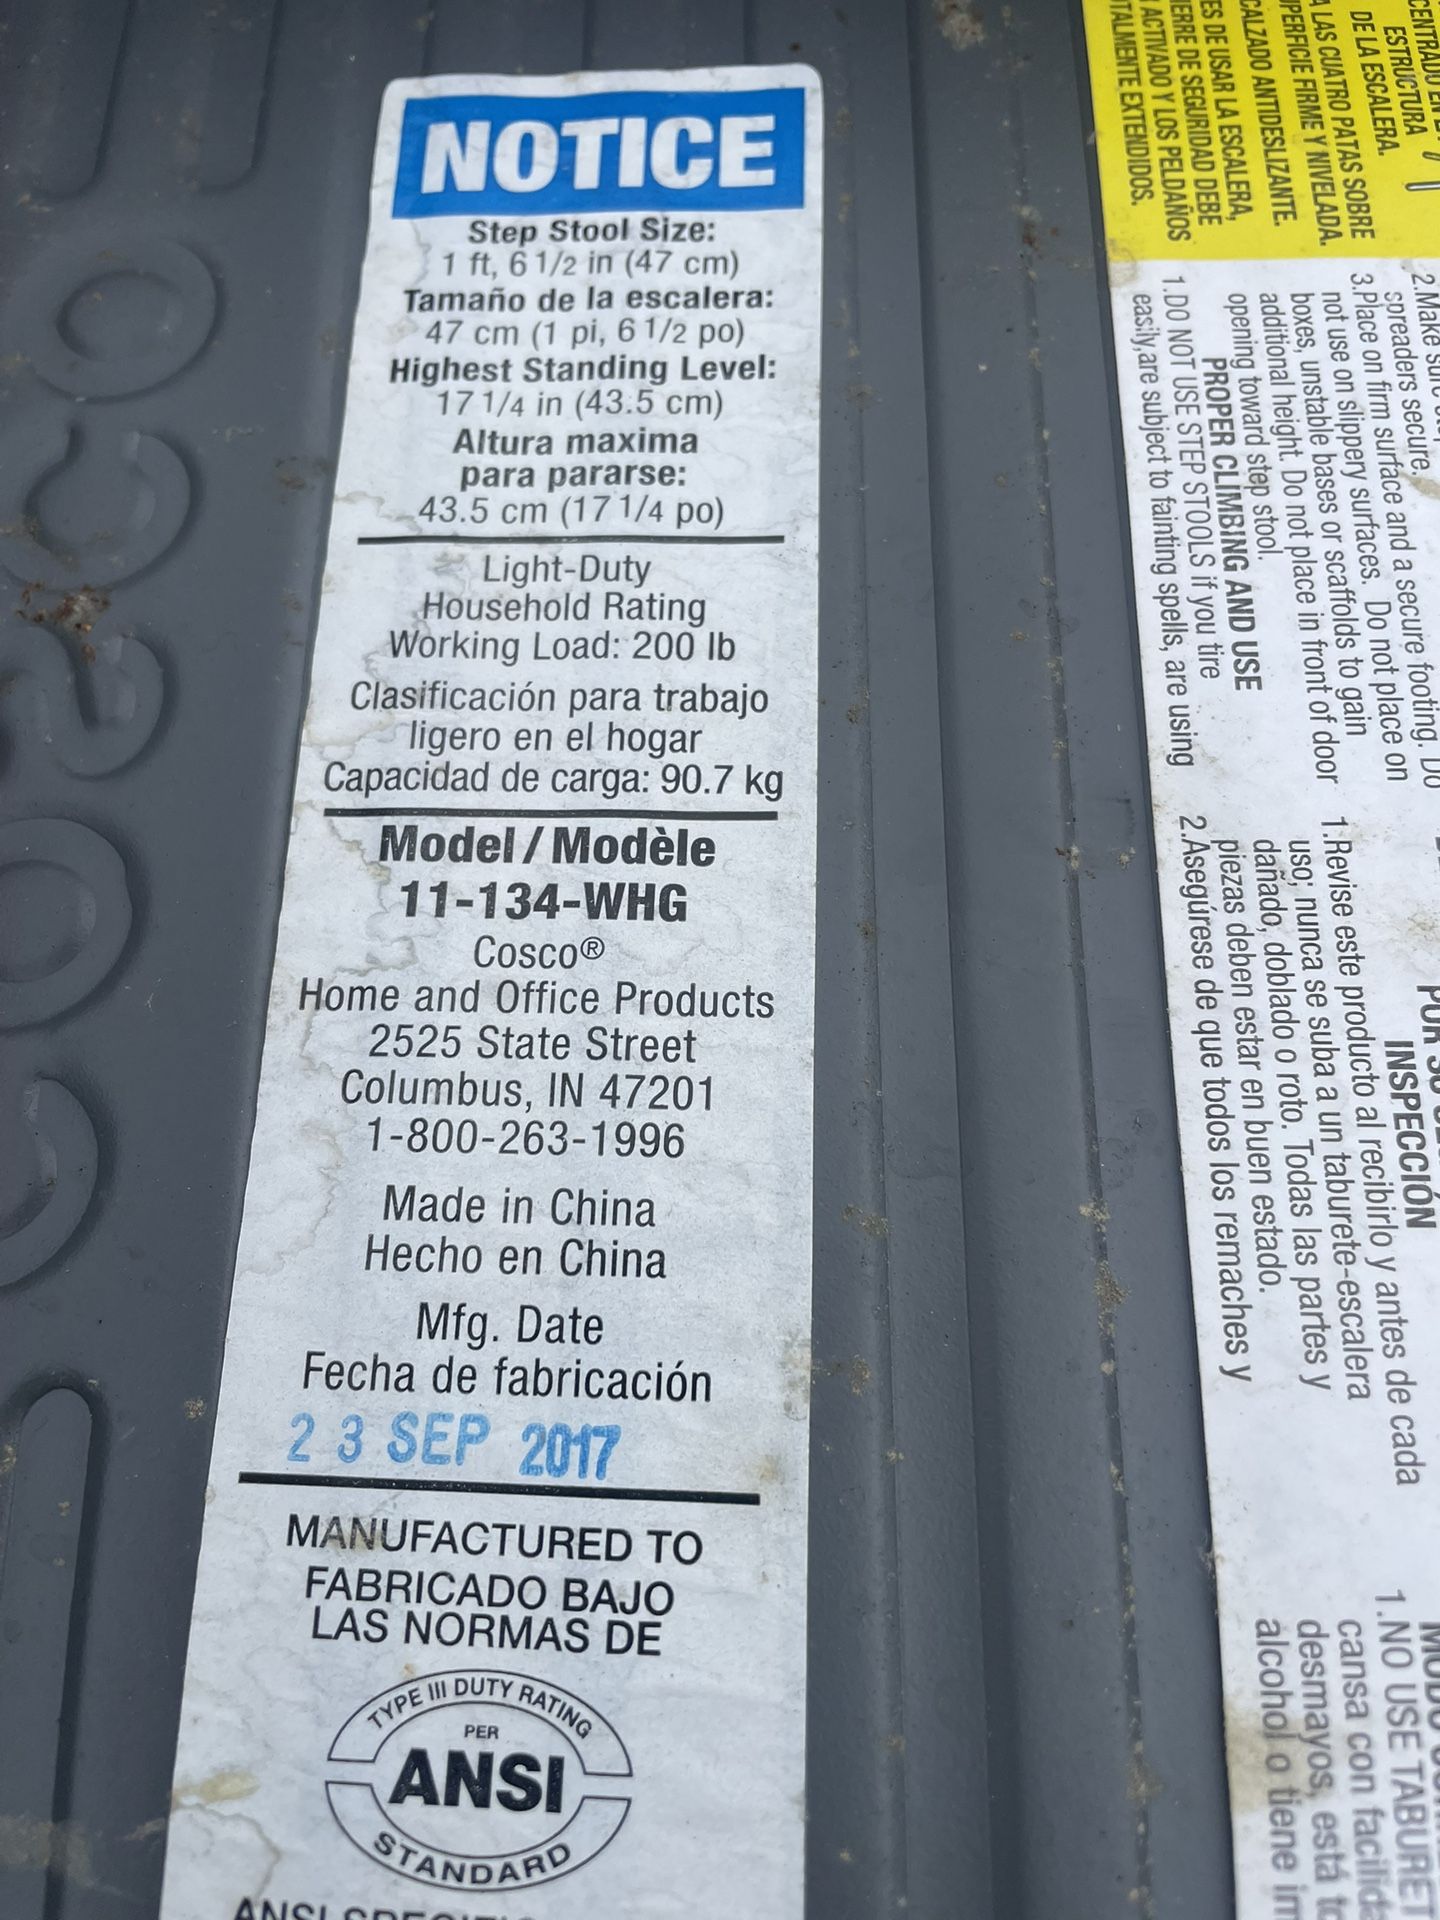 NOTICE
Step Stool Size:
1 ft, 6 1/2 in (47 cm)
Tamaño de la escalera:
47 cm (1 pi, 6 1/2 po)
Highest Standing Level:
17 1/4 in (43.5 cm)
Altura maxima
para pararse:
43.5 cm (17 1/4 po)
Light-Duty
Household Rating
Working Load: 200 lb
Clasificación para trabajo
ligero en el hogar
Capacidad de carga: 90.7 kg
Model / Modèle
11-134-WHG
Cosco®
Home and Office Products
2525 State Street
Columbus, IN 47201
1-800-263-1996
Made in China
Hecho en China
Mfg. Date
Fecha de fabricación
23 SEP 2017
MANUFACTURED TO
FABRICADO BAJO
LAS NORMAS DE
TYPE III DUTY RATING
PER
ANSI
STANDARD
ANSI
COSCO
ESTRUCTURA
DE LA ESCALERA.
LAS CUATRO PATAS SOBRE
FIRME Y NIVELADA.
CALZADO ANTIDESLIZANTE.
DE USAR LA ESCALERA,
DE SEGURIDAD DEBE
ACTIVADO Y LOS PELDAÑOS
EXTENDIDOS.
2.Make
spreaders secure.
3.Place on firm surface and a secure footing. Do
not use on slippery surfaces. Do not place on
boxes, unstable bases or scaffolds to gain
additional height. Do not place in front of door
opening toward step stool.
PROPER CLIMBING AND USE
1.DO NOT USE STEP STOOLS if you tire
easily,are subject to fainting spells, are using
INSPECCIÓN
1.Revise este producto al recibirlo y antes de cada
uso; nunca se suba a un taburete-escalera
dañado, doblado o roto. Todas las partes y
piezas deben estar en buen estado.
2.Asegúrese de que todos los remaches y
1.NO USE
cansa con
desmayos, está
alcohol o tiene